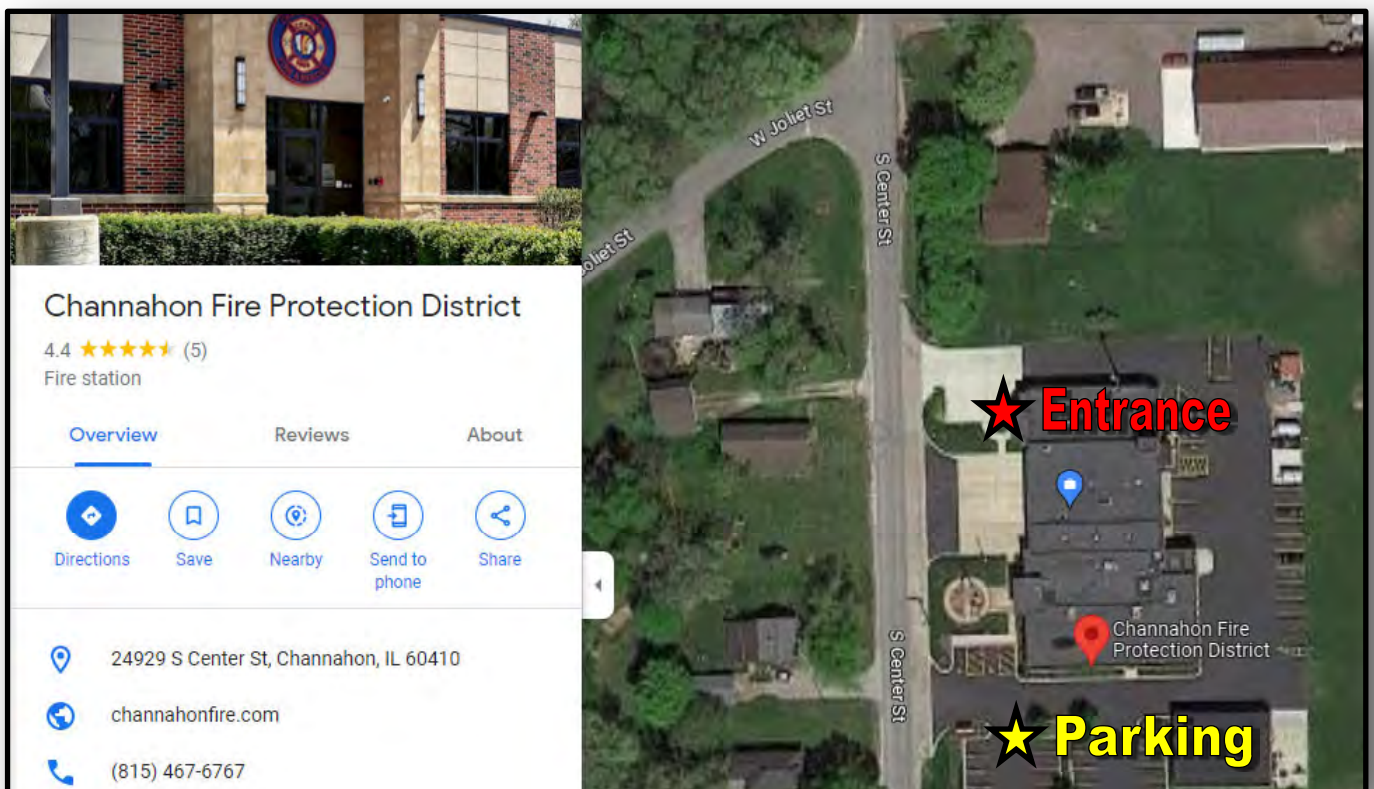 Channahon Fire Protection District
4.4 (5)
Fire station
Overview Reviews About
Directions Save Nearby Send to phone Share
24929 S Center St, Channahon, IL 60410
channahonfire.com
(815) 467-6767
W Joliet St
oliet St
S Center St
Entrance
Channahon Fire
Protection District
S Center St
Parking